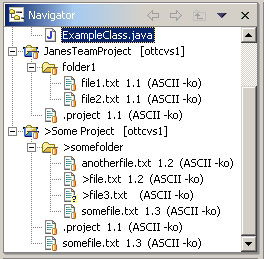 Navigator
ExampleClass.java
JanesTeamProject [ottcvs1]
folder1
file1.txt 1.1 (ASCII -ko)
file2.txt 1.1 (ASCII -ko)
.project 1.1 (ASCII -ko)
>Some Project [ottcvs1]
>somefolder
anotherfile.txt 1.2 (ASCII -ko)
>file.txt 1.2 (ASCII -ko)
>file3.txt (ASCII -ko)
somefile.txt 1.3 (ASCII -ko)
.project 1.1 (ASCII -ko)
somefile.txt 1.3 (ASCII -ko)